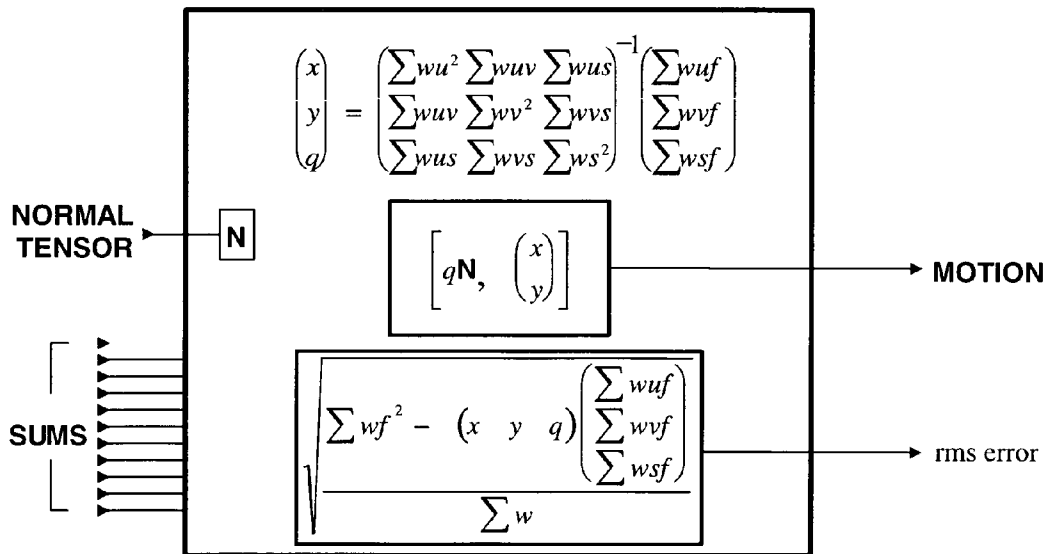 (x y q) = (∑wu² ∑wuv ∑wus
∑wuv ∑wv² ∑wvs
∑wus ∑wvs ∑ws²)⁻¹ (∑wuf
∑wvf
∑wsf)
NORMAL
TENSOR
N
[qN, (x
y)]
MOTION
SUMS
√ ∑wf² − (x y q) (∑wuf
∑wvf
∑wsf)
∑w
rms error